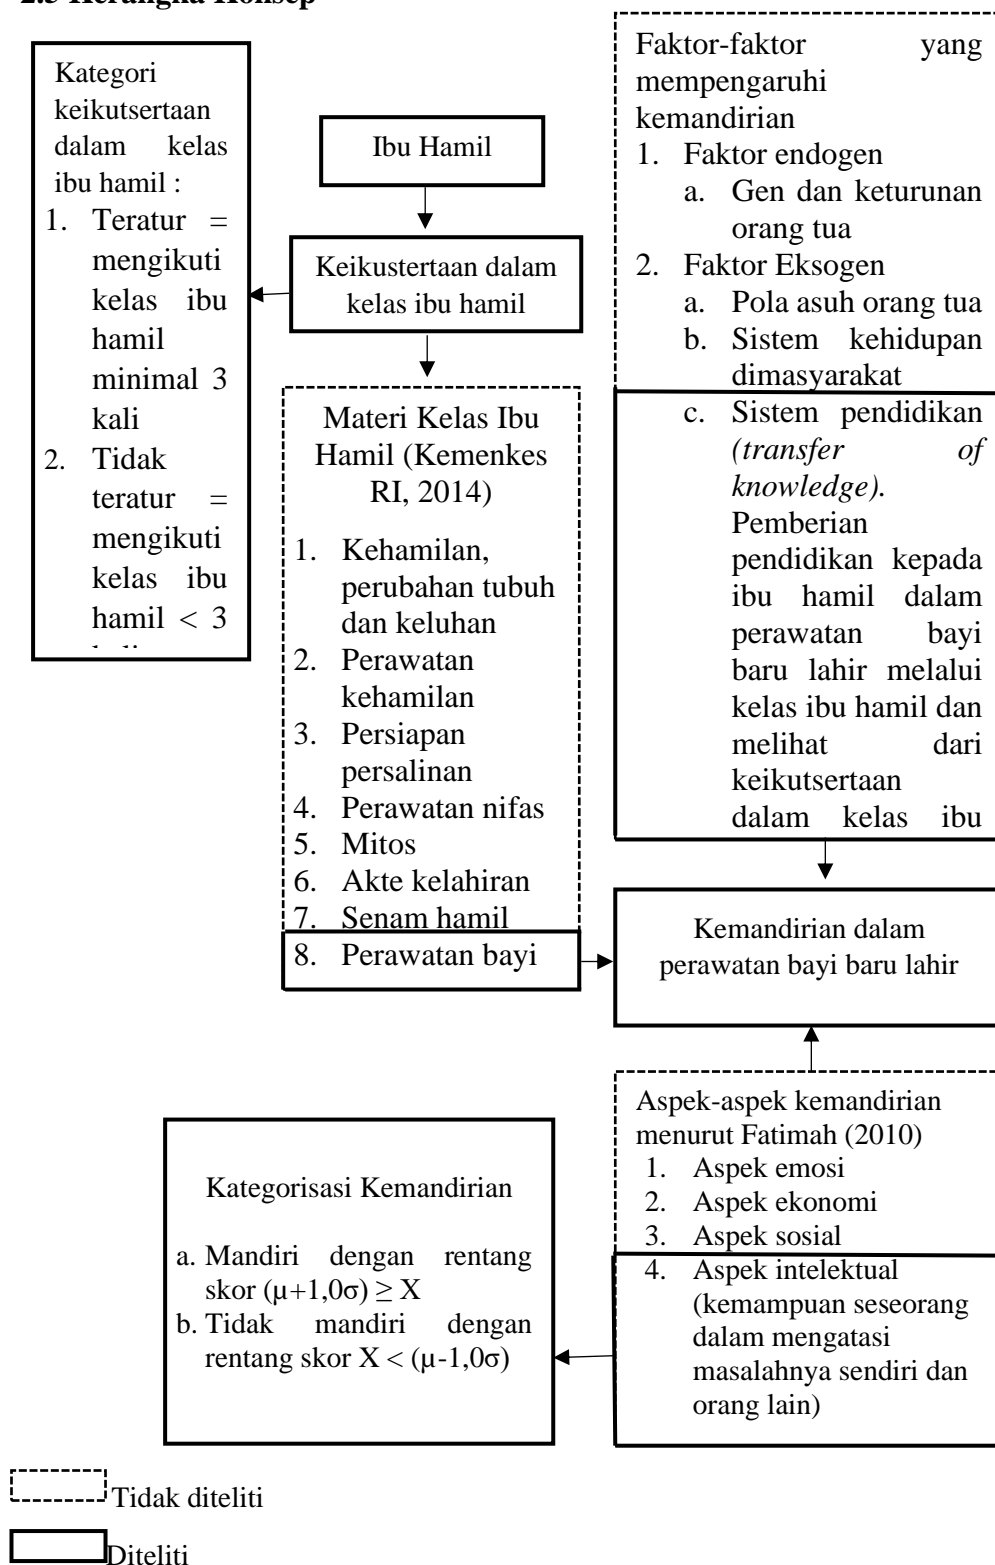 2.5 Kerangka Konsep
Kategori
keikutsertaan
dalam kelas
ibu hamil :
1. Teratur =
mengikuti
kelas ibu
hamil
minimal 3
kali
2. Tidak
teratur =
mengikuti
kelas ibu
hamil < 3
Ibu Hamil
Keikustertaan dalam
kelas ibu hamil
Materi Kelas Ibu
Hamil (Kemenkes
RI, 2014)
1. Kehamilan,
perubahan tubuh
dan keluhan
2. Perawatan
kehamilan
3. Persiapan
persalinan
4. Perawatan nifas
5. Mitos
6. Akte kelahiran
7. Senam hamil
8. Perawatan bayi
Faktor-faktor yang
mempengaruhi
kemandirian
1. Faktor endogen
a. Gen dan keturunan
orang tua
2. Faktor Eksogen
a. Pola asuh orang tua
b. Sistem kehidupan
dimasyarakat
c. Sistem pendidikan
(transfer of
knowledge).
Pemberian
pendidikan kepada
ibu hamil dalam
perawatan bayi
baru lahir melalui
kelas ibu hamil dan
melihat dari
keikutsertaan
dalam kelas ibu
Kemandirian dalam
perawatan bayi baru lahir
Aspek-aspek kemandirian
menurut Fatimah (2010)
1. Aspek emosi
2. Aspek ekonomi
3. Aspek sosial
4. Aspek intelektual
(kemampuan seseorang
dalam mengatasi
masalahnya sendiri dan
orang lain)
Kategorisasi Kemandirian
a. Mandiri dengan rentang
skor (μ+1,0σ) ≥ X
b. Tidak mandiri dengan
rentang skor X < (μ-1,0σ)
Tidak diteliti
Diteliti